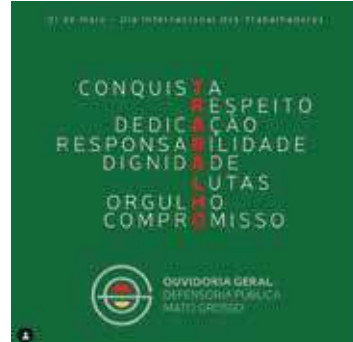 01 de maio - Dia Internacional dos Trabalhadores
CONQUISTA
RESPEITO
DEDICAÇÃO
RESPONSABILIDADE
DIGNIDADE
LUTAS
ORGULHO
COMPROMISSO
OUVIDORIA GERAL
DEFENSORIA PÚBLICA
MATO GROSSO